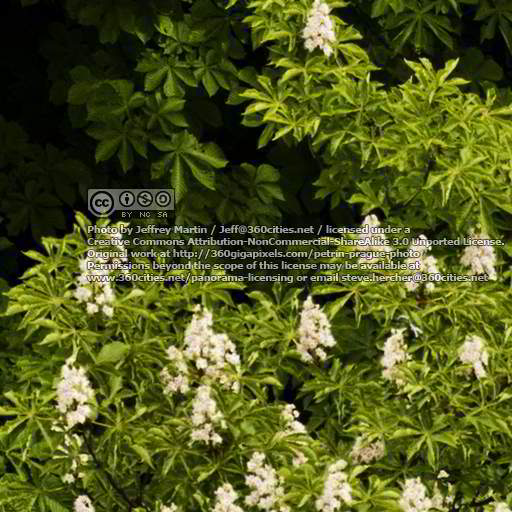 cc
BY NC SA
Photo by Jeffrey Martin / Jeff@360cities.net / licensed under a
Creative Commons Attribution-NonCommercial-ShareAlike 3.0 Unported License.
Original work at http://360gigapixels.com/petrin-prague-photo/
Permissions beyond the scope of this license may be available at
360cities.net/panorama-licensing or email steve.hercher@360cities.net